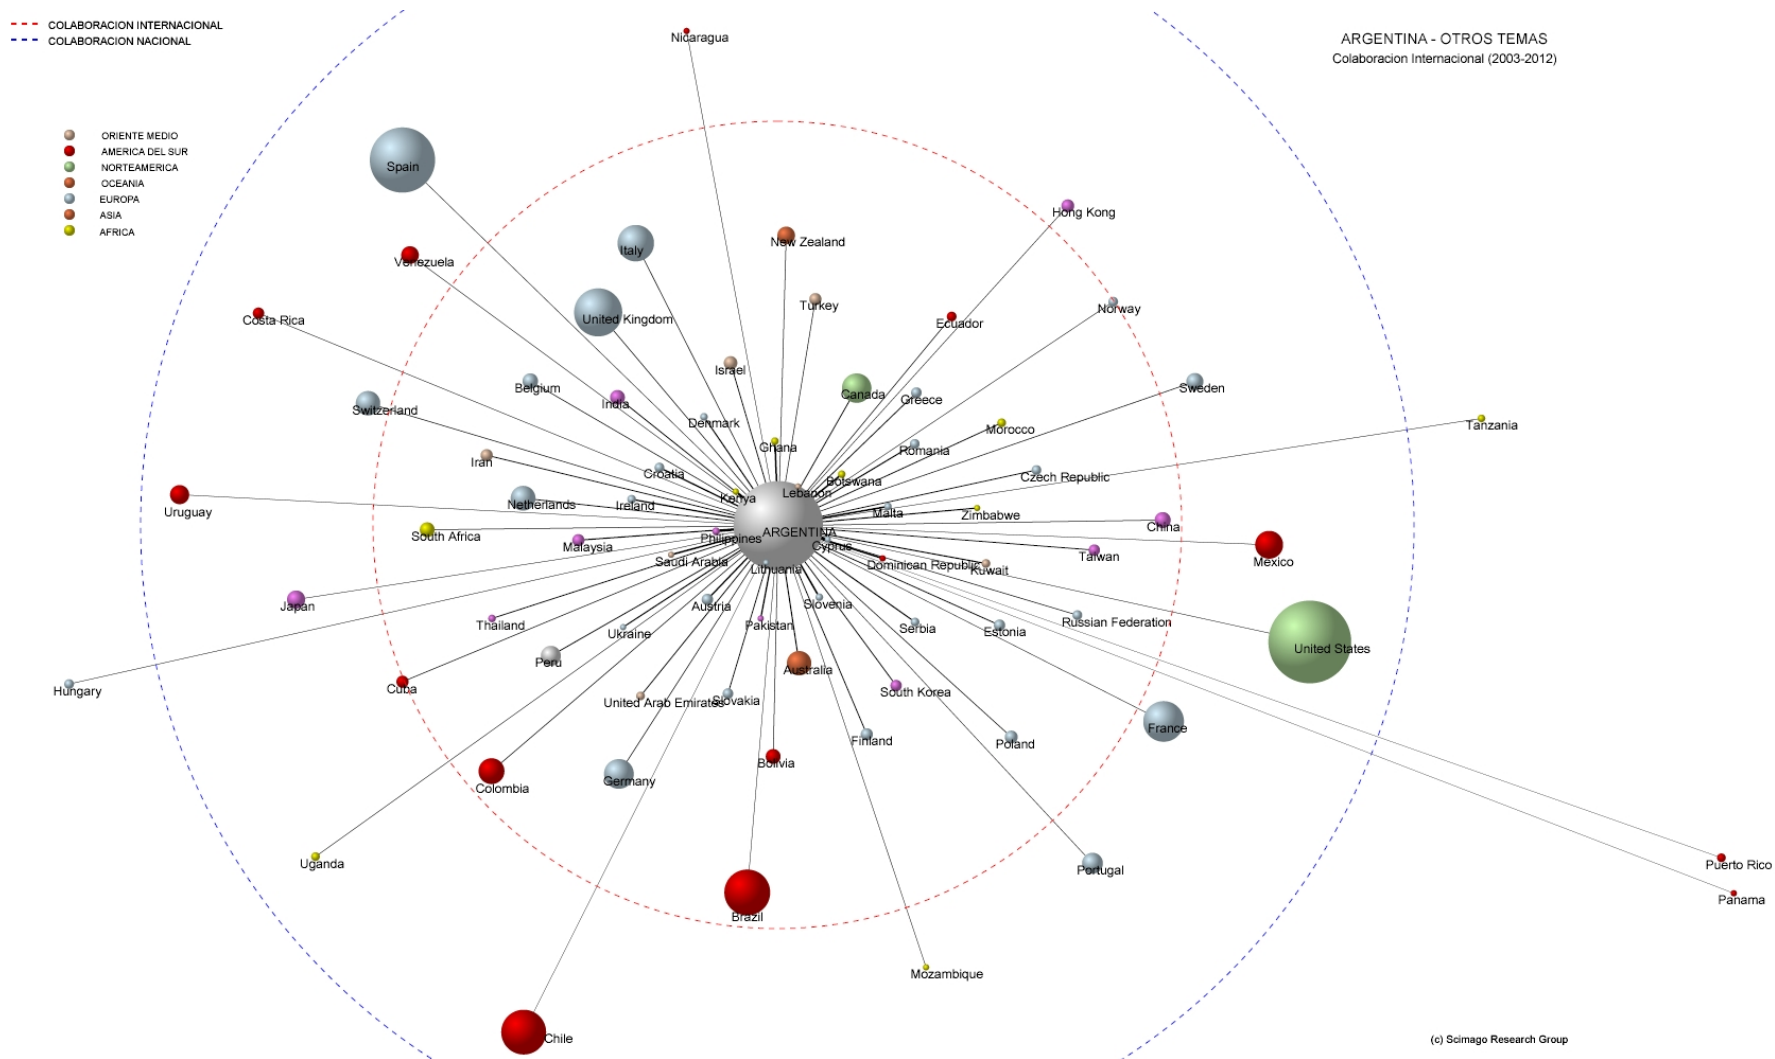 COLABORACION INTERNACIONAL
COLABORACION NACIONAL
ARGENTINA - OTROS TEMAS
Colaboracion Internacional (2003-2012)
ORIENTE MEDIO
AMERICA DEL SUR
NORTEAMERICA
OCEANIA
EUROPA
ASIA
AFRICA
Nicaragua
Spain
Hong Kong
Italy
New Zealand
Venezuela
Turkey
Norway
Costa Rica
United Kingdom
Ecuador
Israel
Belgium
Sweden
Canada
Greece
India
Switzerland
Denmark
Tanzania
Morocco
Ghana
Romania
Iran
Croatia
Czech Republic
Botswana
Kenya
Lebanon
Netherlands
Ireland
Uruguay
Malta
Zimbabwe
China
South Africa
ARGENTINA
Philippines
Malaysia
Cyprus
Taiwan
Saudi Arabia
Mexico
Dominican Republic
Lithuania
Kuwait
Japan
Austria
Slovenia
Thailand
Pakistan
Russian Federation
Ukraine
Serbia
Estonia
United States
Peru
Australia
Cuba
Hungary
South Korea
United Arab Emirates
Slovakia
France
Finland
Poland
Bolivia
Germany
Colombia
Uganda
Puerto Rico
Portugal
Panama
Brazil
Mozambique
Chile
(c) Scimago Research Group